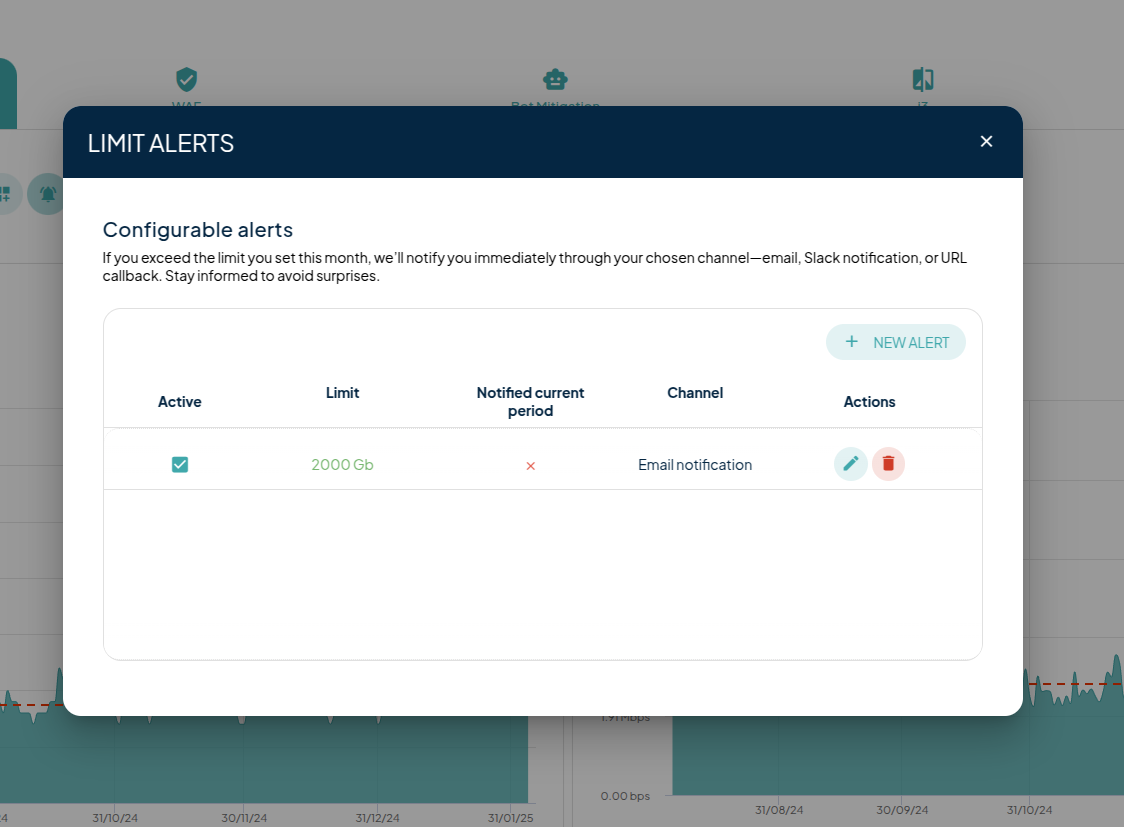 WAF
Bot Mitigation
i3
LIMIT ALERTS
Configurable alerts
If you exceed the limit you set this month, we'll notify you immediately through your chosen channel—email, Slack notification, or URL
callback. Stay informed to avoid surprises.
+ NEW ALERT
Active
Limit
Notified current
period
Channel
Actions
2000 Gb
Email notification
1.91 Mbps
0.00 bps
24
31/10/24
30/11/24
31/12/24
31/01/25
31/08/24
30/09/24
31/10/24